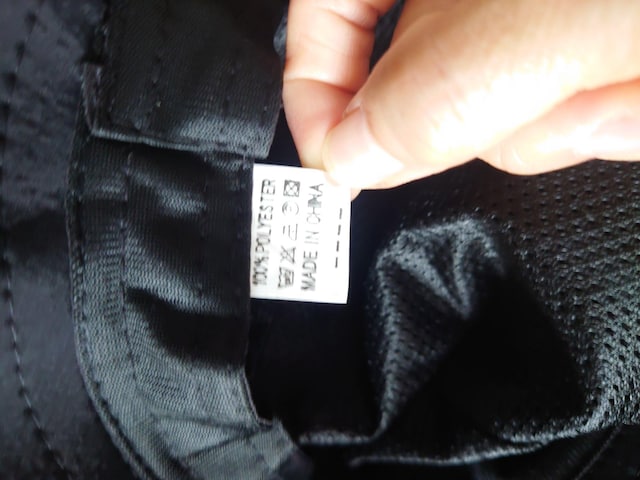 100% POLYESTER
MADE IN CHINA
----